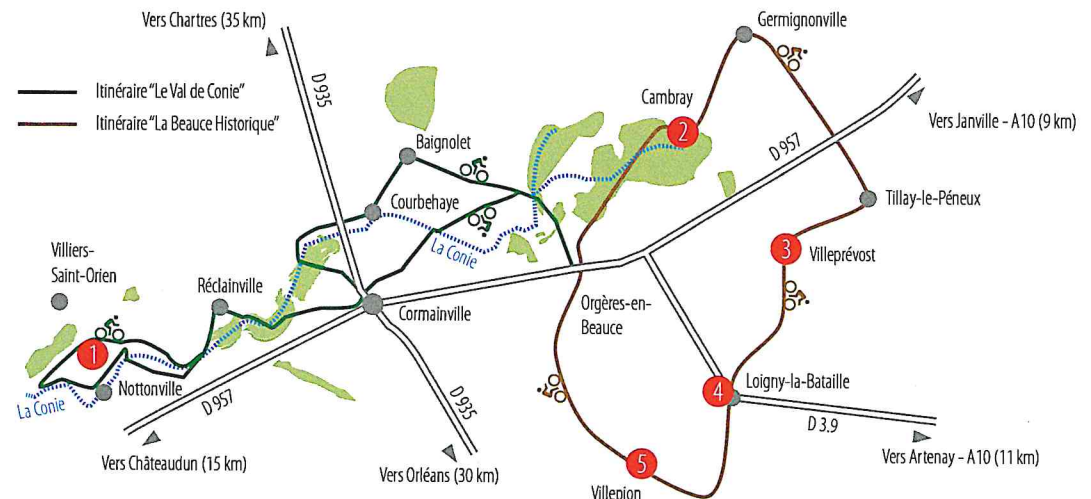 Vers Chartres (35 km)
Germignonville
Itinéraire "Le Val de Conie"
Itinéraire "La Beauce Historique"
D 935
Cambray
2
Vers Janville - A10 (9 km)
D 957
Baignolet
Courbehaye
Tillay-le-Péneux
La Conie
Villiers-
Saint-Orien
3
Villeprévost
Réclainville
Cormainville
Orgères-en-
Beauce
1
Nottonville
La Conie
D 957
D 935
4
Loigny-la-Bataille
D 3.9
Vers Châteaudun (15 km)
Vers Orléans (30 km)
5
Villepion
Vers Artenay - A10 (11 km)